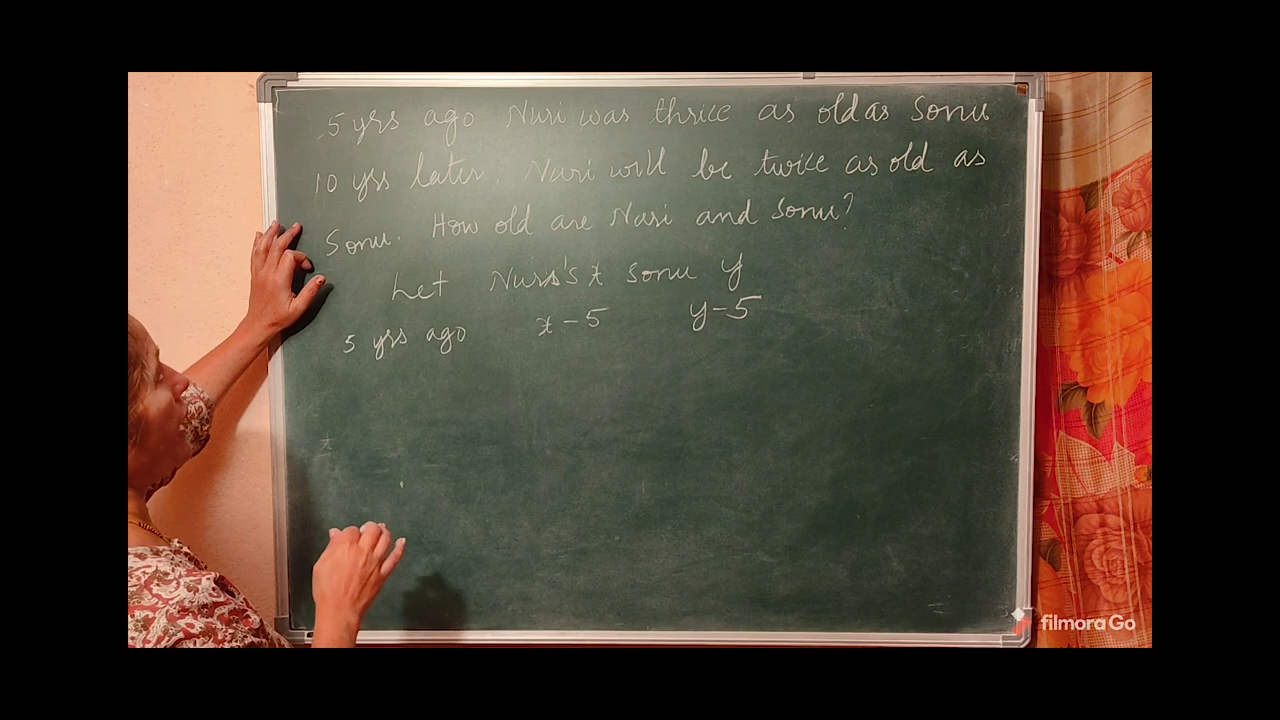 5 yrs ago Nuri was thrice as old as Sonu
10 yrs later, Nuri will be twice as old as
Sonu. How old are Nuri and Sonu?
Let Nuri's x Sonu y
5 yrs ago x-5 y-5
x
filmora Go